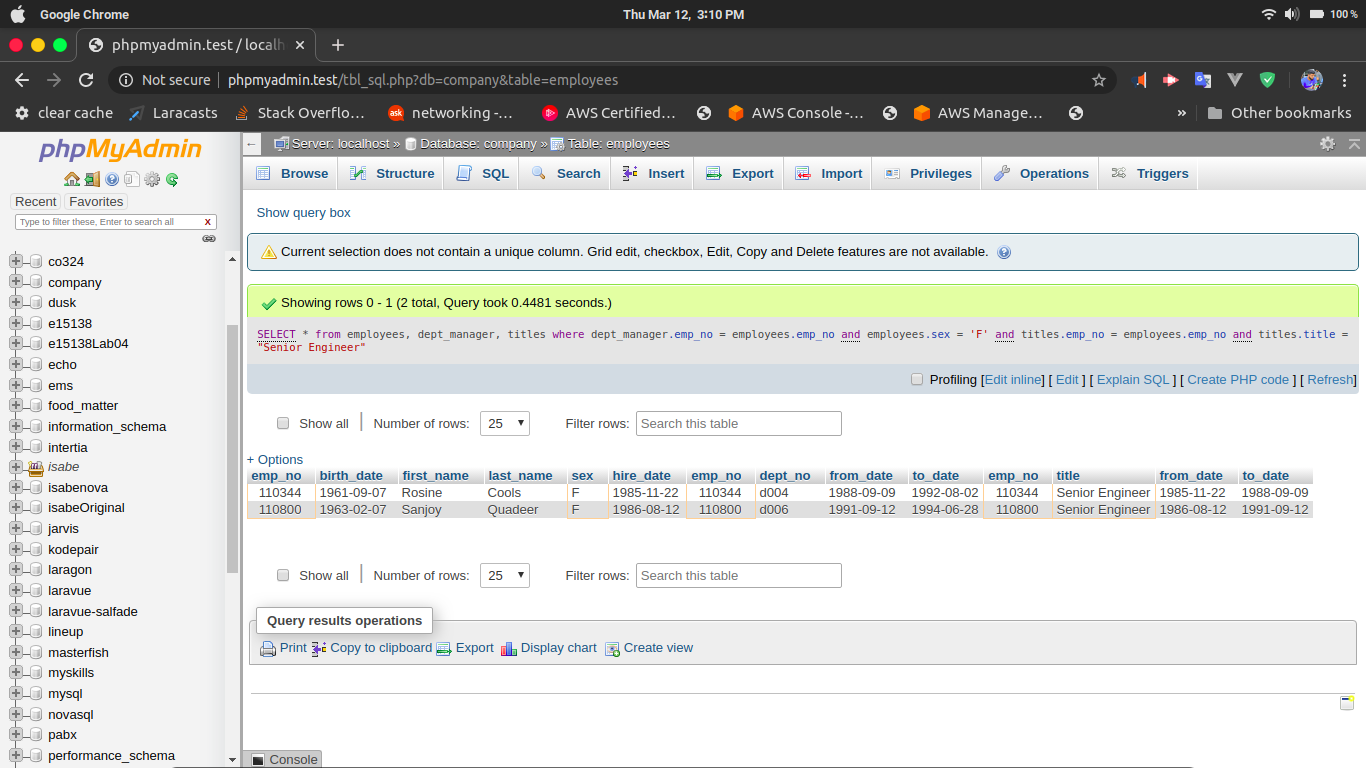 Google Chrome
Thu Mar 12, 3:10 PM
100 %
phpmyadmin.test / localh
Not secure
phpmyadmin.test/tbl_sql.php?db=company&table=employees
clear cache
Laracasts
Stack Overflo...
ask
networking -...
AWS Certified...
AWS Console -...
AWS Manage...
»
Other bookmarks
phpMyAdmin
Recent
Favorites
Type to filter these, Enter to search all
X
co324
company
dusk
e15138
e15138Lab04
echo
ems
food_matter
information_schema
intertia
isabe
isabenova
isabeOriginal
jarvis
kodepair
laragon
laravue
laravue-salfade
lineup
masterfish
myskills
mysql
novasql
pabx
performance_schema
Server: localhost » Database: company » Table: employees
Browse Structure SQL Search Insert Export Import Privileges Operations Triggers
Show query box
Current selection does not contain a unique column. Grid edit, checkbox, Edit, Copy and Delete features are not available.
Showing rows 0 - 1 (2 total, Query took 0.4481 seconds.)
SELECT * from employees, dept_manager, titles where dept_manager.emp_no = employees.emp_no and employees.sex = 'F' and titles.emp_no = employees.emp_no and titles.title =
"Senior Engineer"
Profiling [Edit inline] [ Edit ] [ Explain SQL ] [ Create PHP code ] [ Refresh]
Show all | Number of rows: 25 Filter rows: Search this table
+ Options
emp_no birth_date first_name last_name sex hire_date emp_no dept_no from_date to_date emp_no title from_date to_date
110344 1961-09-07 Rosine Cools F 1985-11-22 110344 d004 1988-09-09 1992-08-02 110344 Senior Engineer 1985-11-22 1988-09-09
110800 1963-02-07 Sanjoy Quadeer F 1986-08-12 110800 d006 1991-09-12 1994-06-28 110800 Senior Engineer 1986-08-12 1991-09-12
Show all | Number of rows: 25 Filter rows: Search this table
Query results operations
Print Copy to clipboard Export Display chart Create view
Console